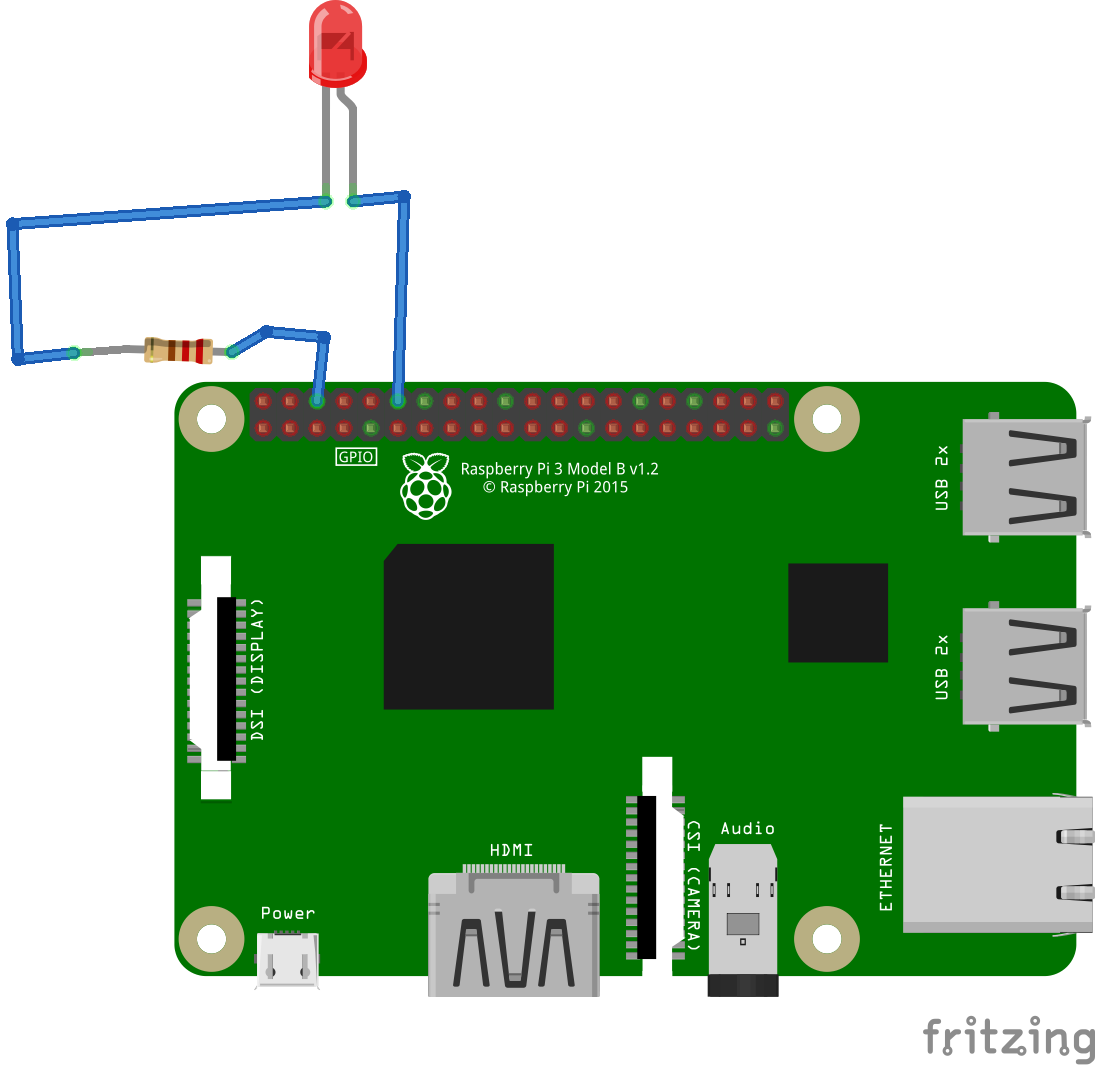 GPIO
Raspberry Pi 3 Model B v1.2
© Raspberry Pi 2015
USB 2x
DSI (DISPLAY)
USB 2x
CSI (CAMERA)
Audio
ETHERNET
HDMI
Power
fritzing